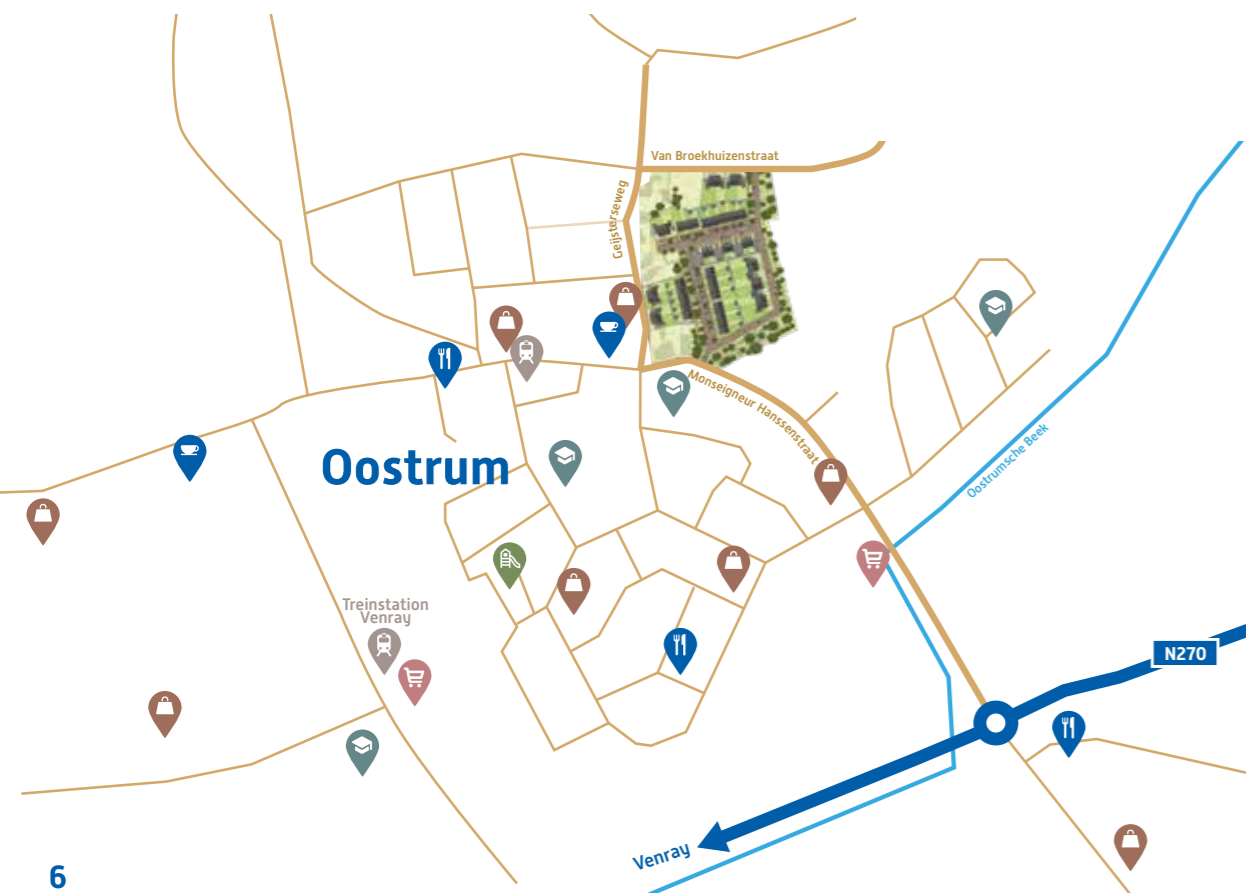 Van Broekhuizenstraat
Geijsterseweg
Monseigneur Hanssenstraat
Oostrumsche Beek
Oostrum
Treinstation
Venray
N270
Venray
6